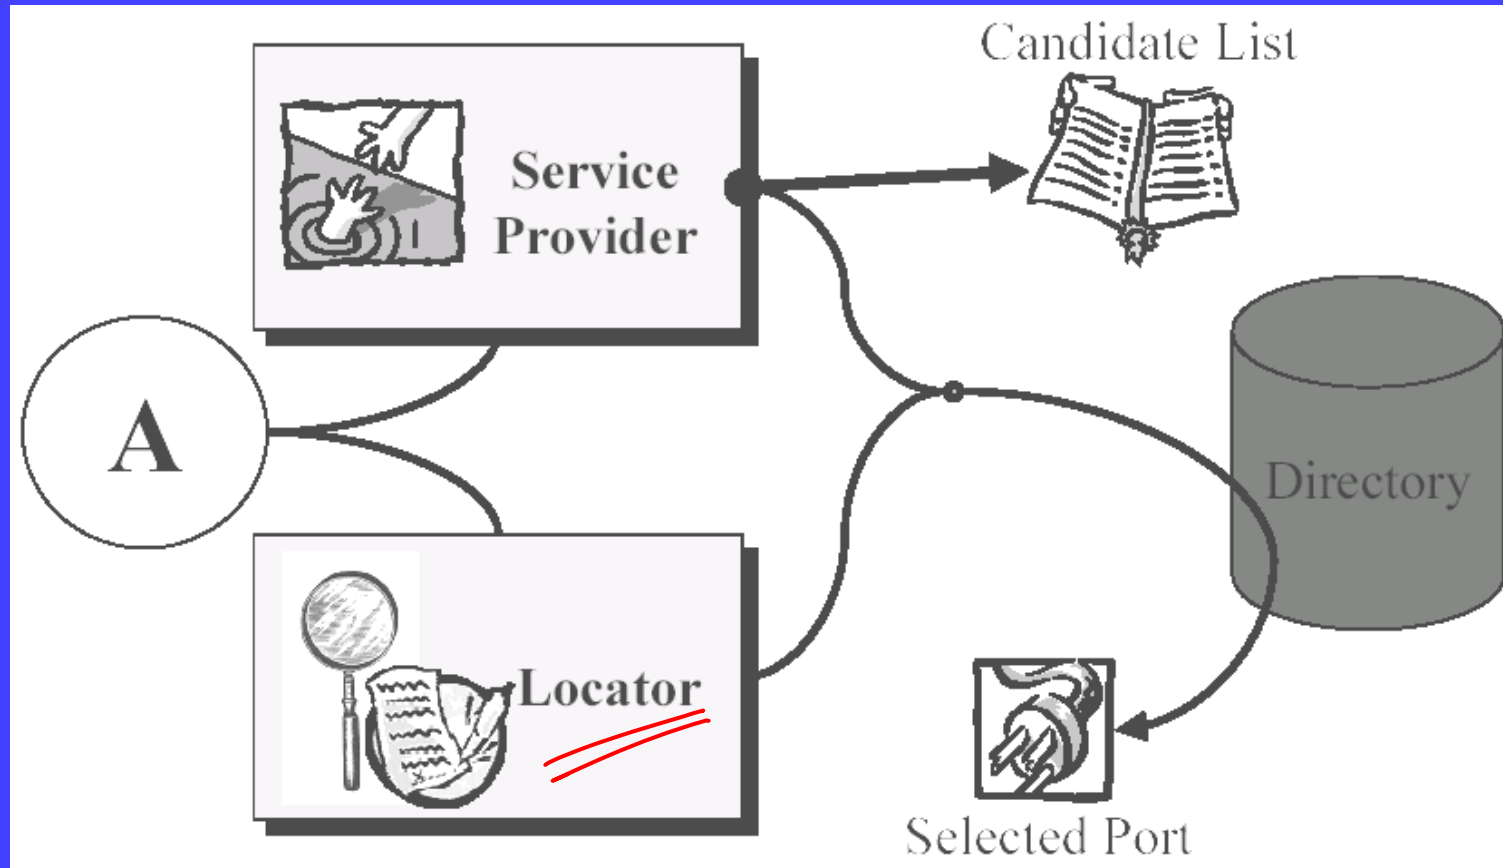 Candidate List
Service
Provider
A
Directory
Locator
Selected Port